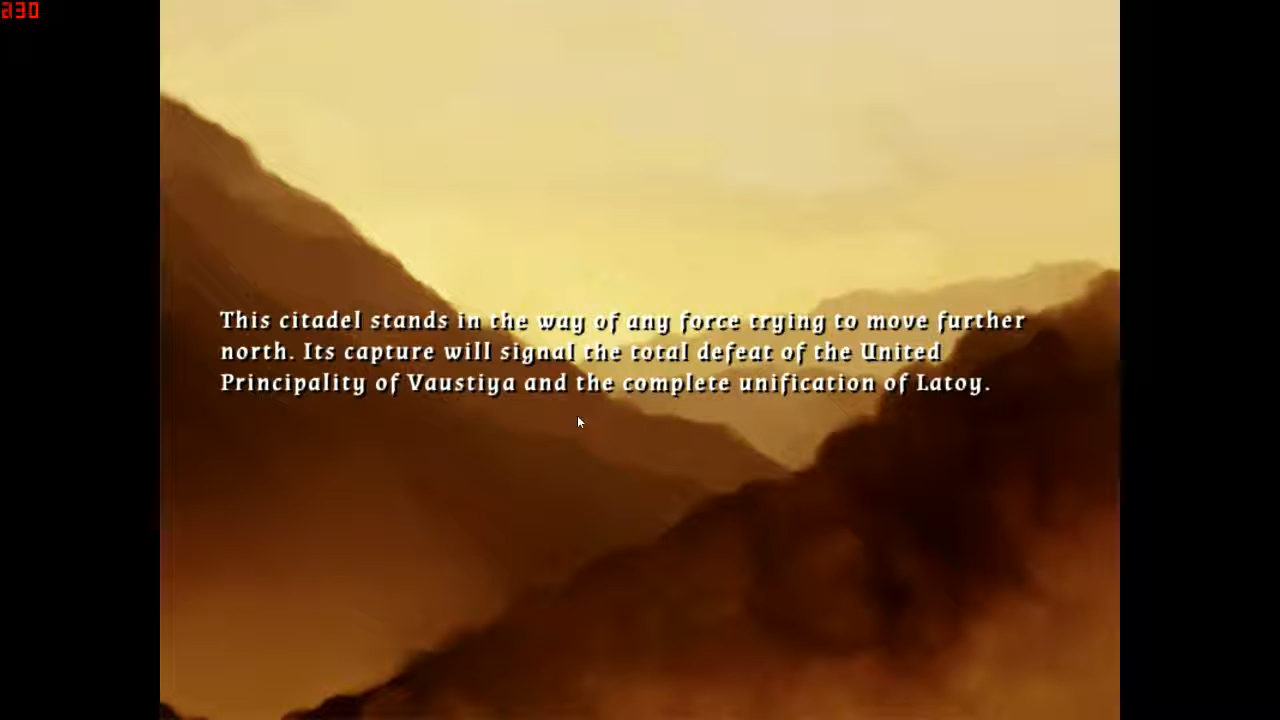 230
This citadel stands in the way of any force trying to move further
north. Its capture will signal the total defeat of the United
Principality of Vaustiya and the complete unification of Latoy.